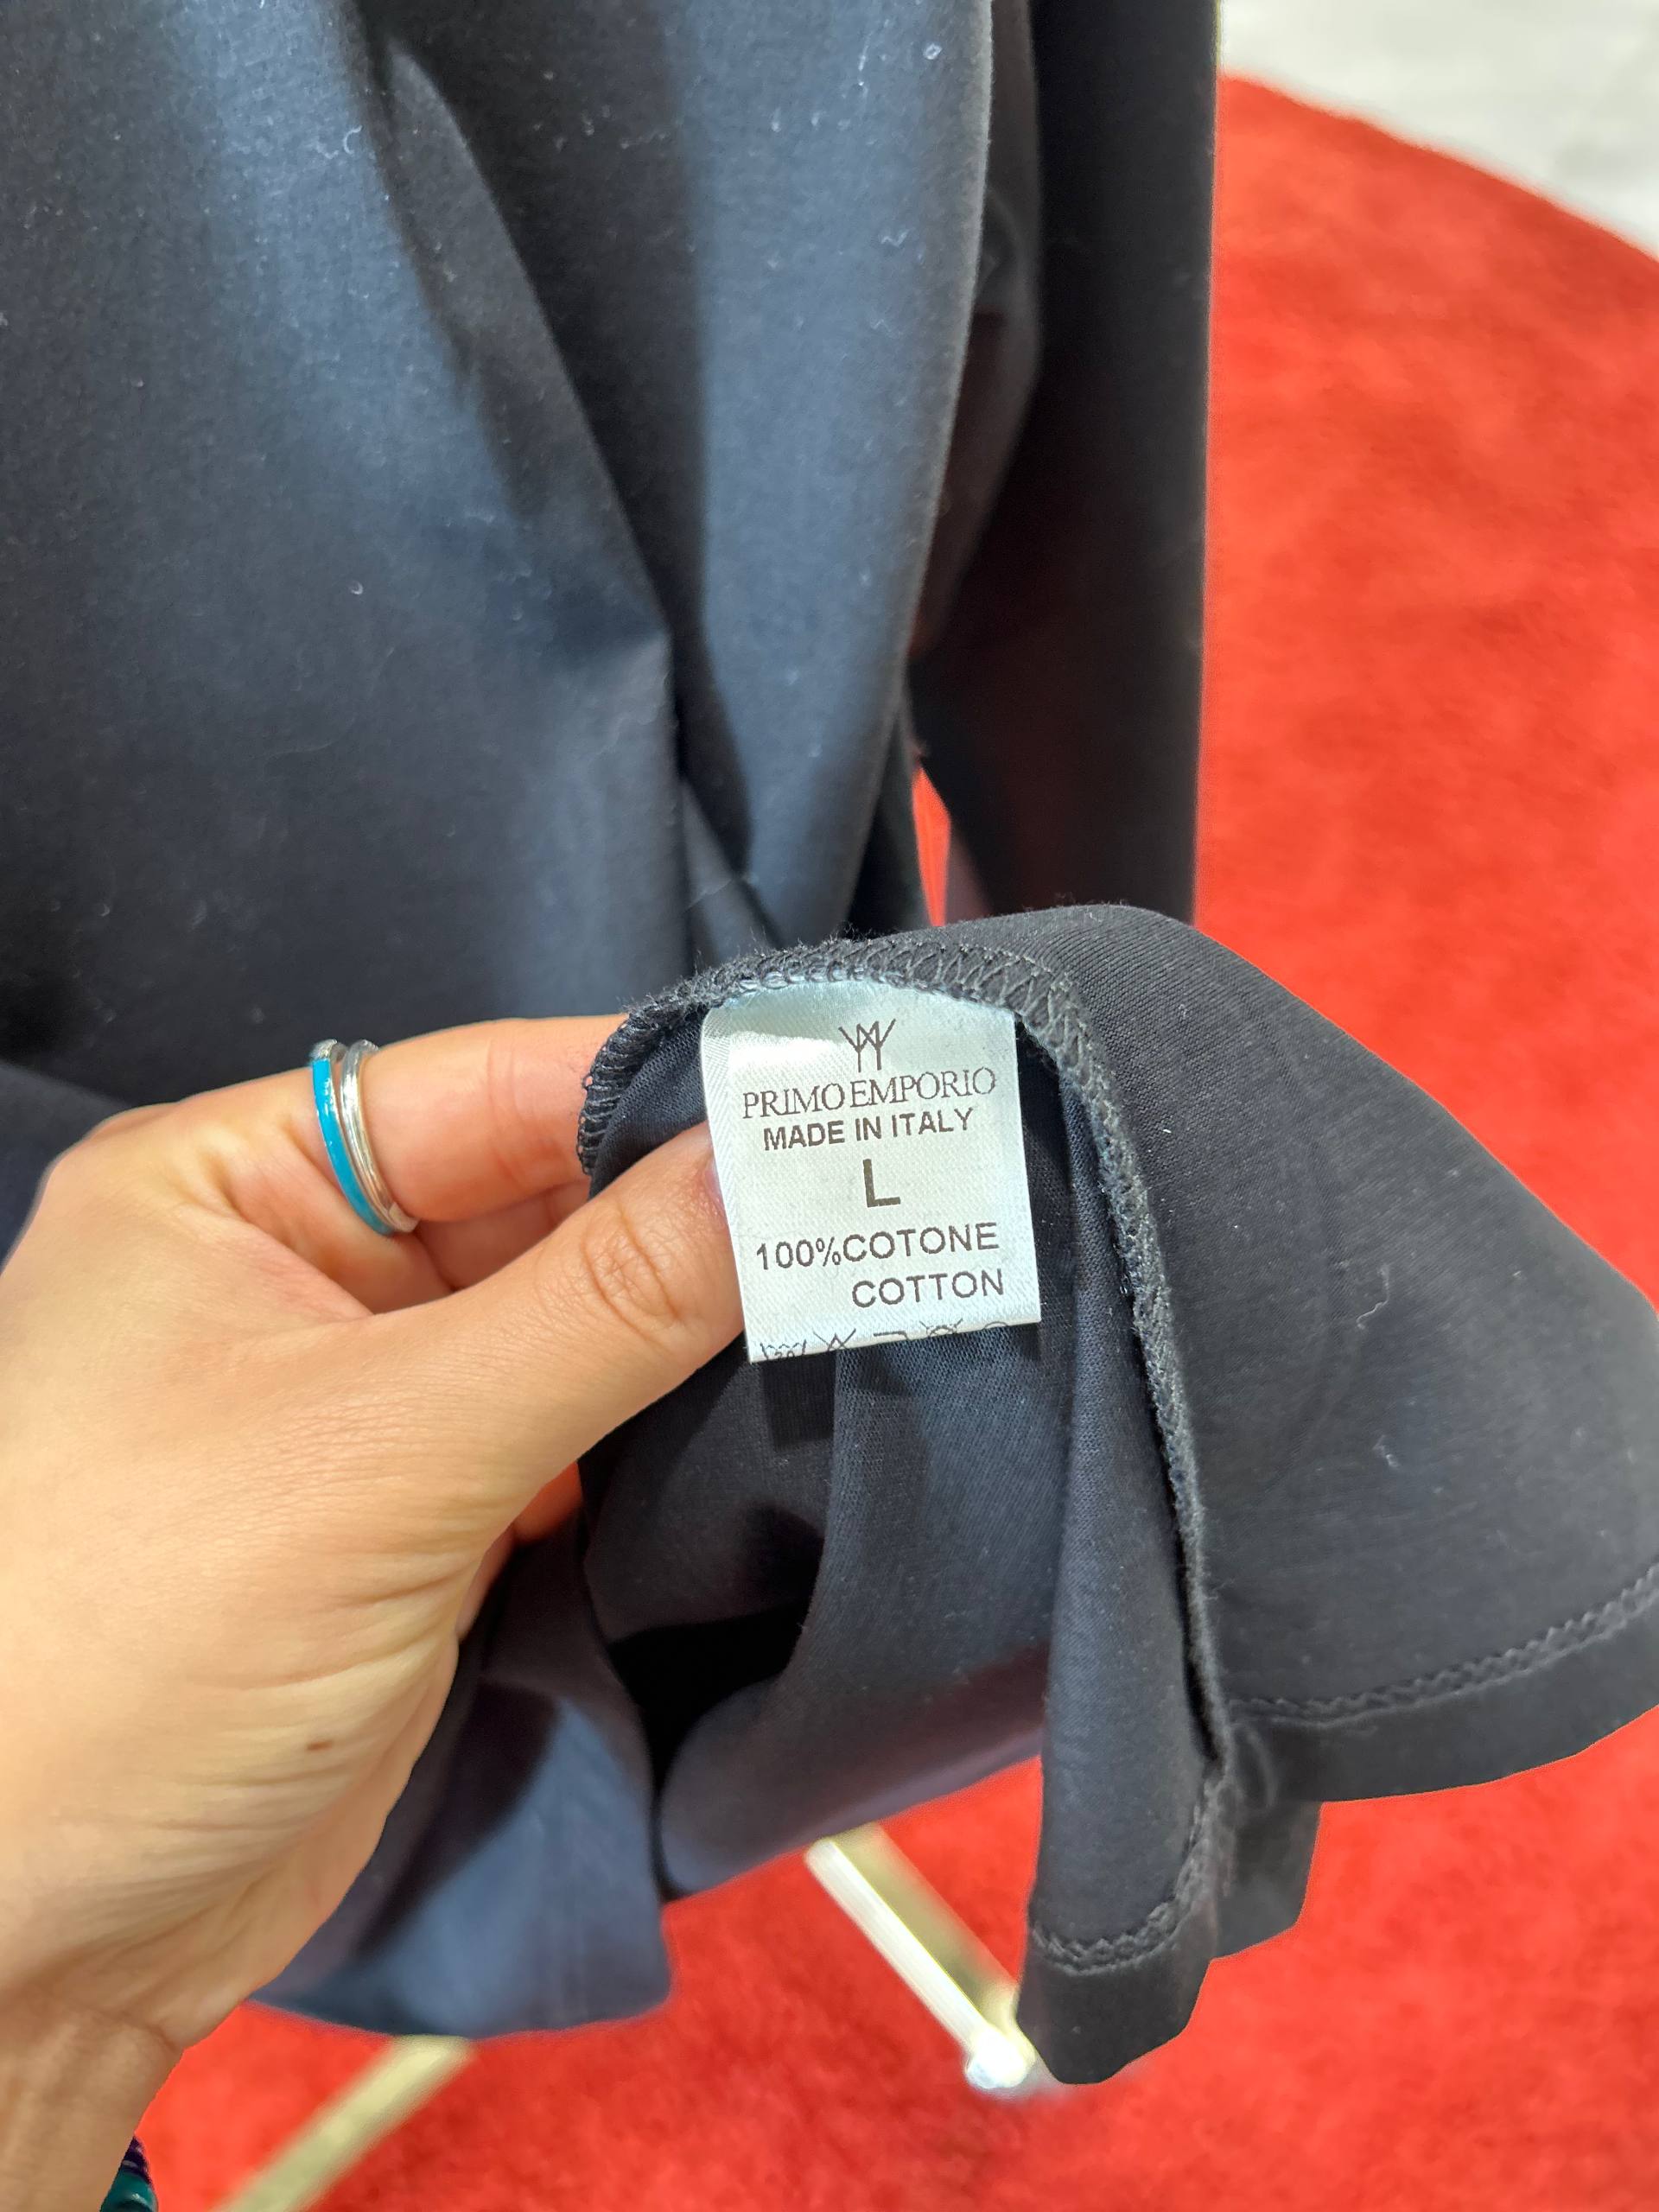 PRIMO EMPORIO
MADE IN ITALY
L
100%COTONE
COTTON